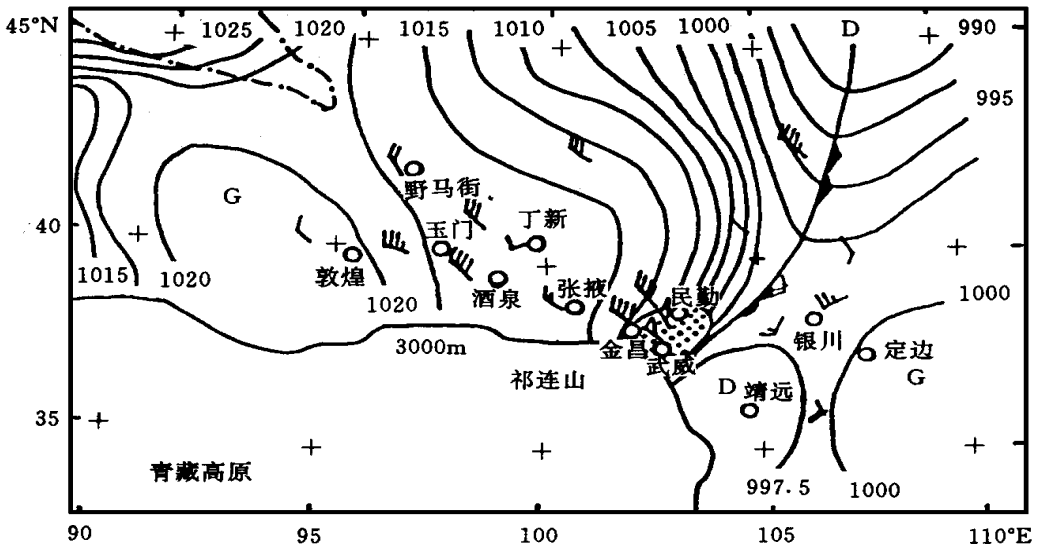 45°N
1025
1020
1015
1010
1005
1000
D
990
995
野马街
G
丁新
40
玉门
敦煌
酒泉
张掖
民勤
1015
1020
1020
1000
3000m
金昌
武威
银川
定边
祁连山
D
靖远
G
35
青藏高原
997.5
1000
90
95
100
105
110°E